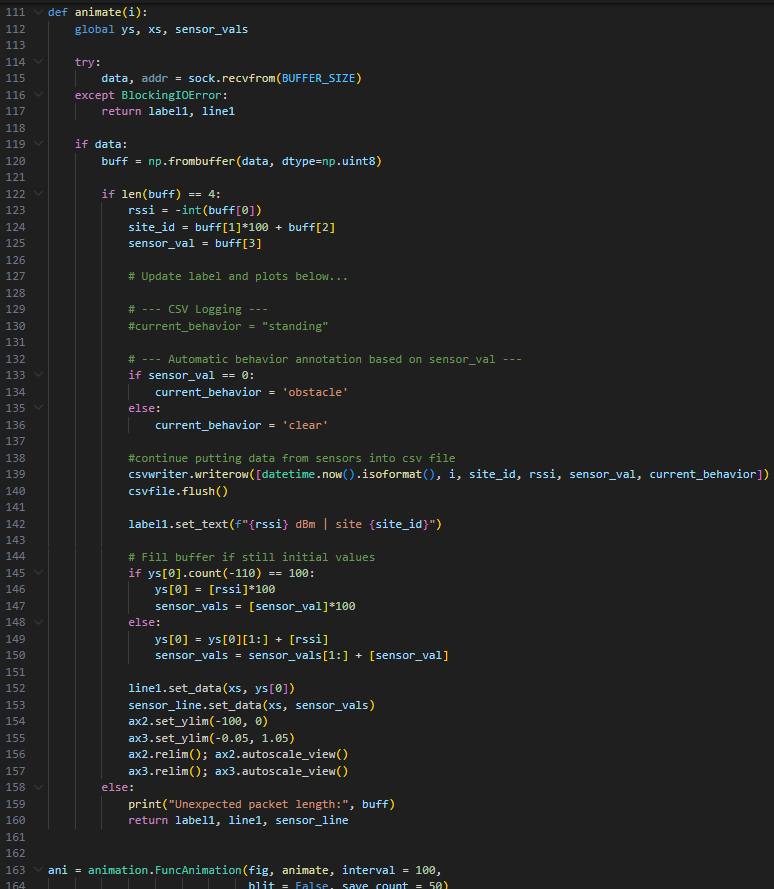 111 def animate(i):
112     global ys, xs, sensor_vals
113
114     try:
115         data, addr = sock.recvfrom(BUFFER_SIZE)
116     except BlockingIOError:
117         return label1, line1
118
119     if data:
120         buff = np.frombuffer(data, dtype=np.uint8)
121
122         if len(buff) == 4:
123             rssi = -int(buff[0])
124             site_id = buff[1]*100 + buff[2]
125             sensor_val = buff[3]
126
127             # Update label and plots below...
128
129             # --- CSV Logging ---
130             #current_behavior = "standing"
131
132             # --- Automatic behavior annotation based on sensor_val ---
133             if sensor_val == 0:
134                 current_behavior = 'obstacle'
135             else:
136                 current_behavior = 'clear'
137
138             #continue putting data from sensors into csv file
139             csvwriter.writerow([datetime.now().isoformat(), i, site_id, rssi, sensor_val, current_behavior])
140             csvfile.flush()
141
142             label1.set_text(f"{rssi} dBm | site {site_id}")
143
144             # Fill buffer if still initial values
145             if ys[0].count(-110) == 100:
146                 ys[0] = [rssi]*100
147                 sensor_vals = [sensor_val]*100
148             else:
149                 ys[0] = ys[0][1:] + [rssi]
150                 sensor_vals = sensor_vals[1:] + [sensor_val]
151
152             line1.set_data(xs, ys[0])
153             sensor_line.set_data(xs, sensor_vals)
154             ax2.set_ylim(-100, 0)
155             ax3.set_ylim(-0.05, 1.05)
156             ax2.relim(); ax2.autoscale_view()
157             ax3.relim(); ax3.autoscale_view()
158         else:
159             print("Unexpected packet length:", buff)
160             return label1, line1, sensor_line
161
162
163 ani = animation.FuncAnimation(fig, animate, interval = 100,
164                               blit = False, save_count = 50)